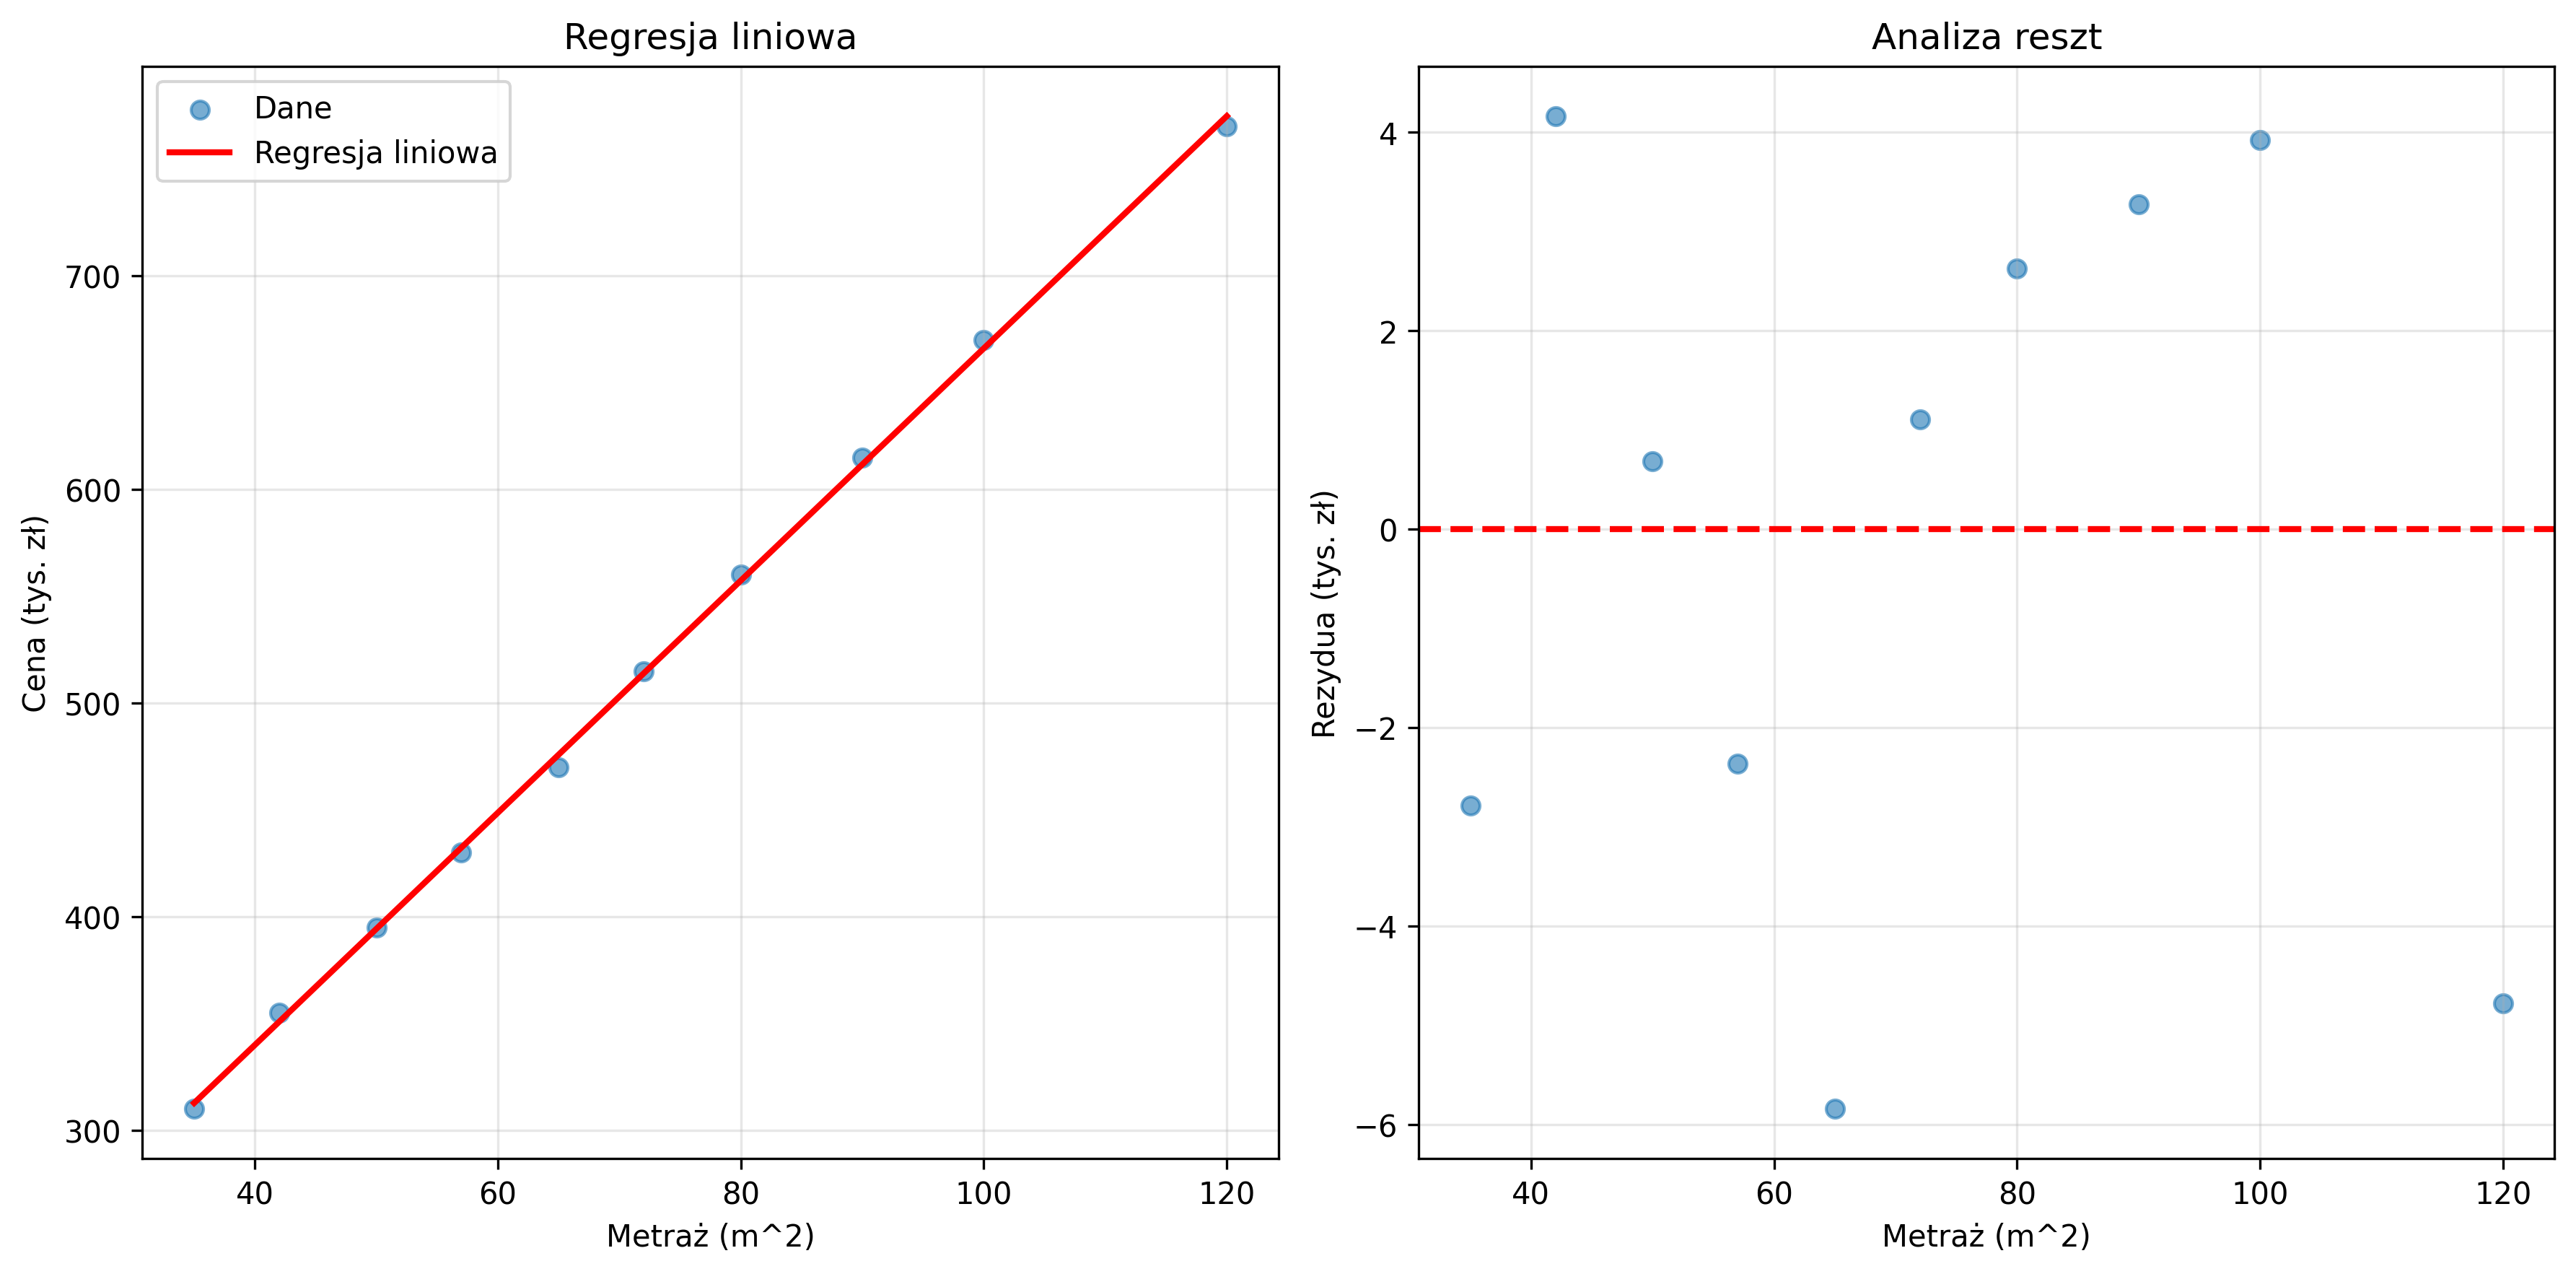 Regresja liniowa
Dane
Regresja liniowa
700
600
500
400
300
Cena (tys. zł)
40 60 80 100 120
Metraż (m^2)
Analiza reszt
4
2
0
−2
−4
−6
Rezydua (tys. zł)
40 60 80 100 120
Metraż (m^2)